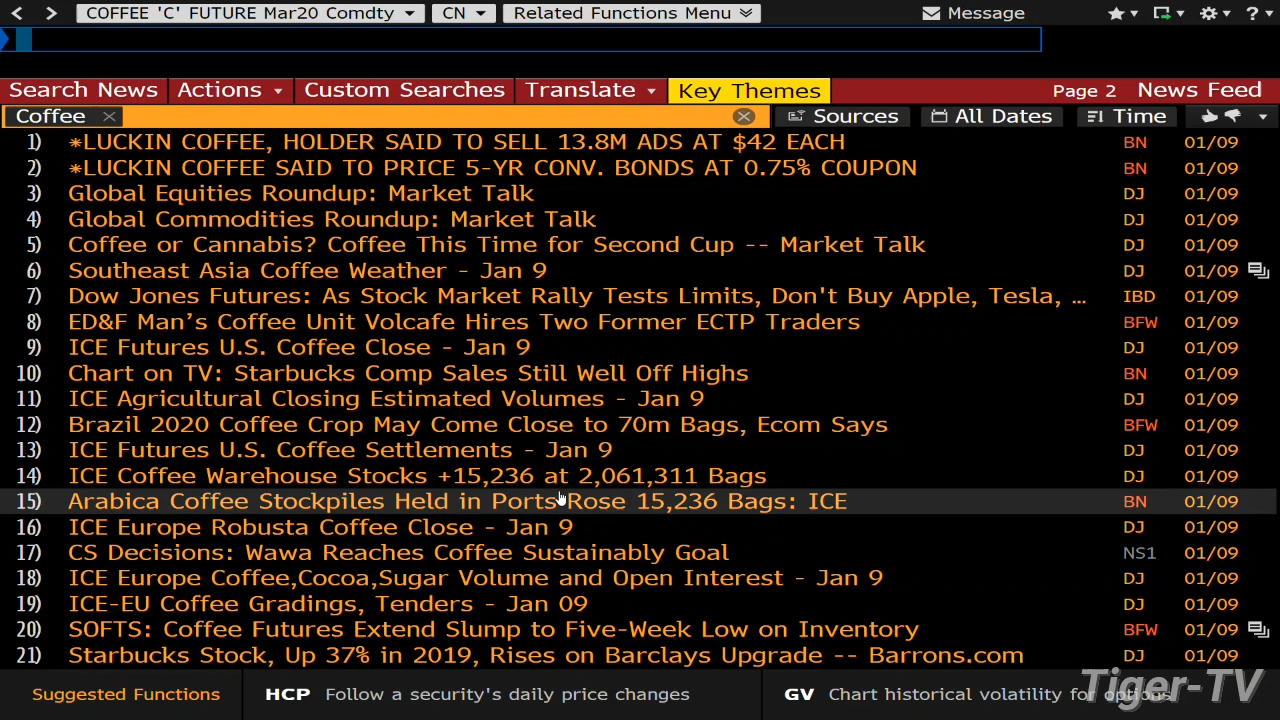 COFFEE 'C' FUTURE Mar20 Comdty CN Related Functions Menu Message ?
Search News Actions Custom Searches Translate Key Themes Page 2 News Feed
Coffee Sources All Dates Time
1) *LUCKIN COFFEE, HOLDER SAID TO SELL 13.8M ADS AT $42 EACH BN 01/09
2) *LUCKIN COFFEE SAID TO PRICE 5-YR CONV. BONDS AT 0.75% COUPON BN 01/09
3) Global Equities Roundup: Market Talk DJ 01/09
4) Global Commodities Roundup: Market Talk DJ 01/09
5) Coffee or Cannabis? Coffee This Time for Second Cup -- Market Talk DJ 01/09
6) Southeast Asia Coffee Weather - Jan 9 DJ 01/09
7) Dow Jones Futures: As Stock Market Rally Tests Limits, Don't Buy Apple, Tesla, ... IBD 01/09
8) ED&F Man’s Coffee Unit Volcafe Hires Two Former ECTP Traders BFW 01/09
9) ICE Futures U.S. Coffee Close - Jan 9 DJ 01/09
10) Chart on TV: Starbucks Comp Sales Still Well Off Highs BN 01/09
11) ICE Agricultural Closing Estimated Volumes - Jan 9 DJ 01/09
12) Brazil 2020 Coffee Crop May Come Close to 70m Bags, Ecom Says BFW 01/09
13) ICE Futures U.S. Coffee Settlements - Jan 9 DJ 01/09
14) ICE Coffee Warehouse Stocks +15,236 at 2,061,311 Bags DJ 01/09
15) Arabica Coffee Stockpiles Held in Ports Rose 15,236 Bags: ICE BN 01/09
16) ICE Europe Robusta Coffee Close - Jan 9 DJ 01/09
17) CS Decisions: Wawa Reaches Coffee Sustainably Goal NS1 01/09
18) ICE Europe Coffee,Cocoa,Sugar Volume and Open Interest - Jan 9 DJ 01/09
19) ICE-EU Coffee Gradings, Tenders - Jan 09 DJ 01/09
20) SOFTS: Coffee Futures Extend Slump to Five-Week Low on Inventory BFW 01/09
21) Starbucks Stock, Up 37% in 2019, Rises on Barclays Upgrade -- Barrons.com DJ 01/09
Suggested Functions HCP Follow a security's daily price changes GV Chart historical volatility for options
Tiger-TV